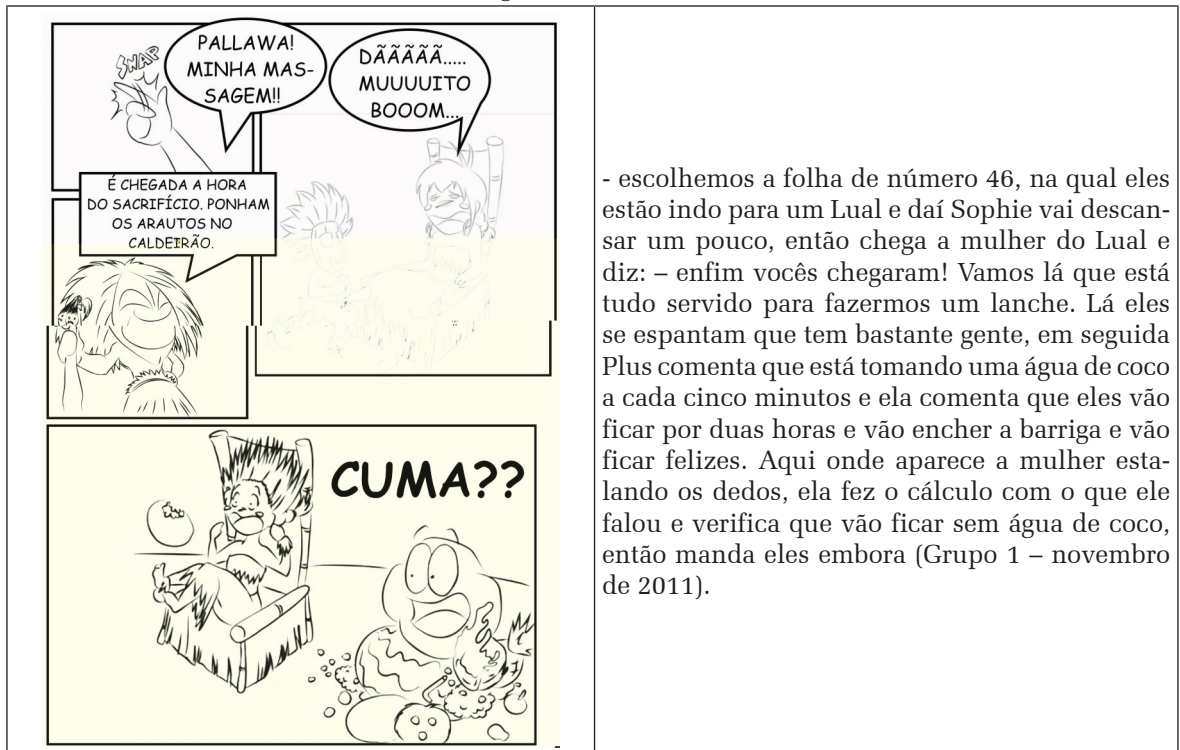 SNAP
PALLAWA!
MINHA MAS-
SAGEM!!
DÃÃÃÃÃ.....
MUUUUITO
BOOOM...
É CHEGADA A HORA
DO SACRIFÍCIO. PONHAM
OS ARAUTOS NO
CALDEIRÃO.
CUMA??
- escolhemos a folha de número 46, na qual eles
estão indo para um Lual e daí Sophie vai descan-
sar um pouco, então chega a mulher do Lual e
diz: – enfim vocês chegaram! Vamos lá que está
tudo servido para fazermos um lanche. Lá eles
se espantam que tem bastante gente, em seguida
Plus comenta que está tomando uma água de coco
a cada cinco minutos e ela comenta que eles vão
ficar por duas horas e vão encher a barriga e vão
ficar felizes. Aqui onde aparece a mulher esta-
lando os dedos, ela fez o cálculo com o que ele
falou e verifica que vão ficar sem água de coco,
então manda eles embora (Grupo 1 – novembro
de 2011).